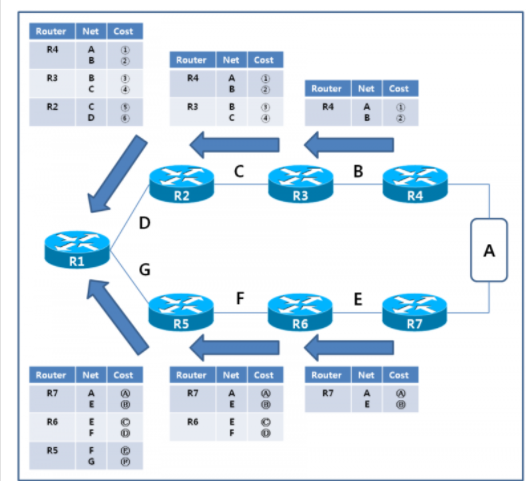 Router Net Cost
R4 A ①
B ②
R3 B ③
C ④
R2 C ⑤
D ⑥
Router Net Cost
R4 A ①
B ②
R3 B ③
C ④
Router Net Cost
R4 A ①
B ②
C
B
R2
R3
R4
D
A
R1
G
F
E
R5
R6
R7
Router Net Cost
R7 A Ⓐ
E Ⓑ
R6 E Ⓒ
F Ⓓ
R5 F Ⓔ
G Ⓕ
Router Net Cost
R7 A Ⓐ
E Ⓑ
R6 E Ⓒ
F Ⓓ
Router Net Cost
R7 A Ⓐ
E Ⓑ